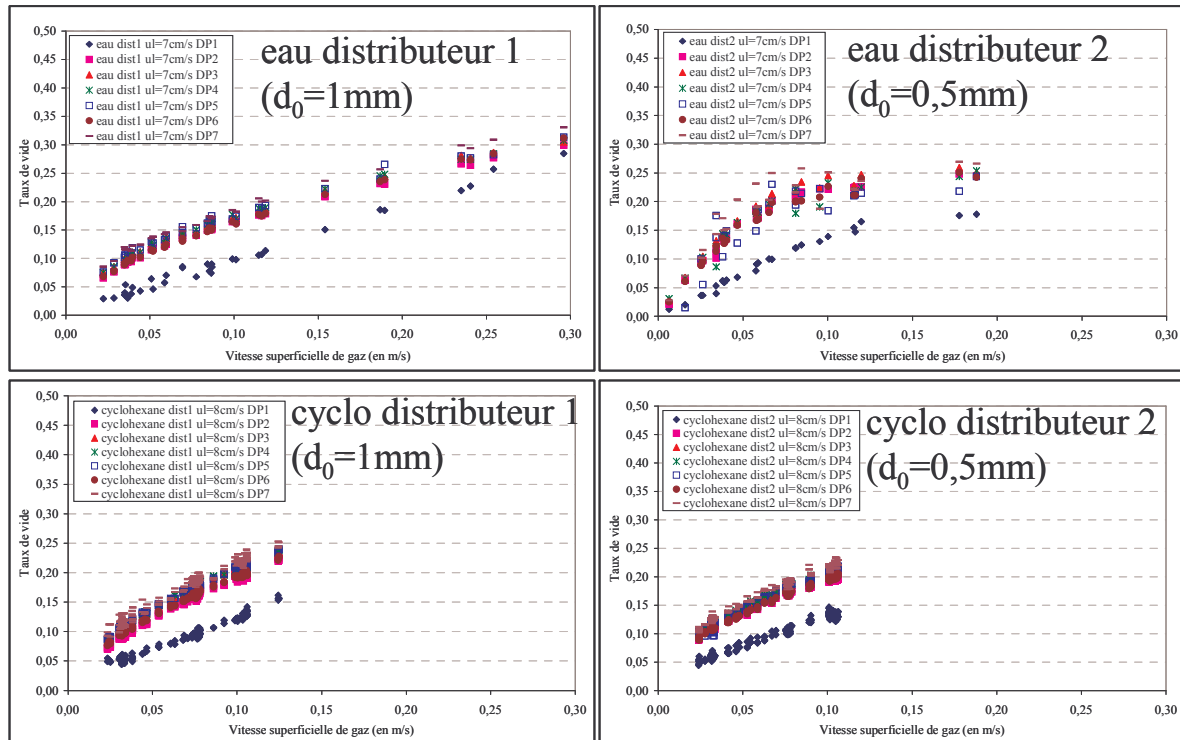 eau distributeur 1
(d0=1mm)
eau dist1 ul=7cm/s DP1
eau dist1 ul=7cm/s DP2
eau dist1 ul=7cm/s DP3
eau dist1 ul=7cm/s DP4
eau dist1 ul=7cm/s DP5
eau dist1 ul=7cm/s DP6
eau dist1 ul=7cm/s DP7
Taux de vide
0,50
0,45
0,40
0,35
0,30
0,25
0,20
0,15
0,10
0,05
0,00
0,00 0,05 0,10 0,15 0,20 0,25 0,30
Vitesse superficielle de gaz (en m/s)
eau distributeur 2
(d0=0,5mm)
eau dist2 ul=7cm/s DP1
eau dist2 ul=7cm/s DP2
eau dist2 ul=7cm/s DP3
eau dist2 ul=7cm/s DP4
eau dist2 ul=7cm/s DP5
eau dist2 ul=7cm/s DP6
eau dist2 ul=7cm/s DP7
Taux de vide
0,50
0,45
0,40
0,35
0,30
0,25
0,20
0,15
0,10
0,05
0,00
0,00 0,05 0,10 0,15 0,20 0,25 0,30
Vitesse superficielle de gaz (en m/s)
cyclo distributeur 1
(d0=1mm)
cyclohexane dist1 ul=8cm/s DP1
cyclohexane dist1 ul=8cm/s DP2
cyclohexane dist1 ul=8cm/s DP3
cyclohexane dist1 ul=8cm/s DP4
cyclohexane dist1 ul=8cm/s DP5
cyclohexane dist1 ul=8cm/s DP6
cyclohexane dist1 ul=8cm/s DP7
Taux de vide
0,50
0,45
0,40
0,35
0,30
0,25
0,20
0,15
0,10
0,05
0,00
0,00 0,05 0,10 0,15 0,20 0,25 0,30
Vitesse superficielle de gaz (en m/s)
cyclo distributeur 2
(d0=0,5mm)
cyclohexane dist2 ul=8cm/s DP1
cyclohexane dist2 ul=8cm/s DP2
cyclohexane dist2 ul=8cm/s DP3
cyclohexane dist2 ul=8cm/s DP4
cyclohexane dist2 ul=8cm/s DP5
cyclohexane dist2 ul=8cm/s DP6
cyclohexane dist2 ul=8cm/s DP7
Taux de vide
0,50
0,45
0,40
0,35
0,30
0,25
0,20
0,15
0,10
0,05
0,00
0,00 0,05 0,10 0,15 0,20 0,25 0,30
Vitesse superficielle de gaz (en m/s)